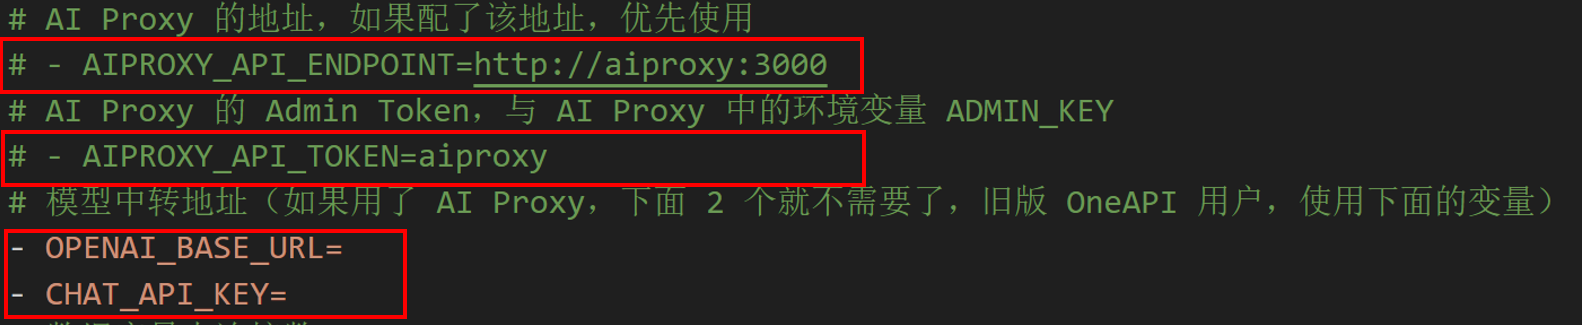 # AI Proxy 的地址，如果配了该地址，优先使用
# - AIPROXY_API_ENDPOINT=http://aiproxy:3000
# AI Proxy 的 Admin Token，与 AI Proxy 中的环境变量 ADMIN_KEY
# - AIPROXY_API_TOKEN=aiproxy
# 模型中转地址（如果用了 AI Proxy，下面 2 个就不需要了，旧版 OneAPI 用户，使用下面的变量）
- OPENAI_BASE_URL=
- CHAT_API_KEY=